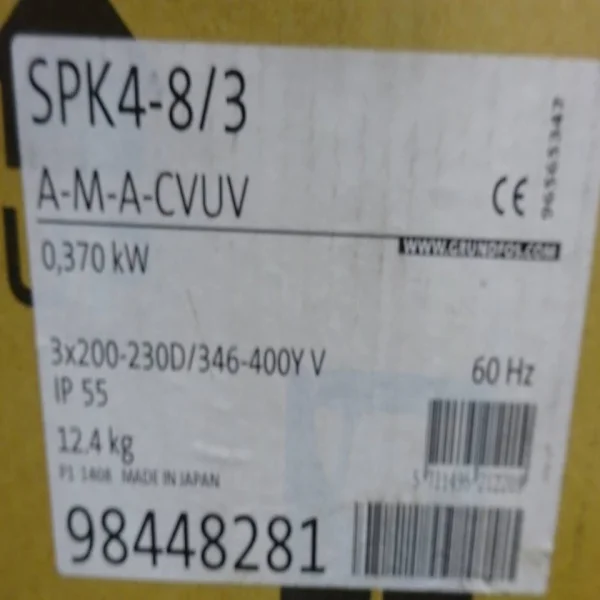 SPK4-8/3
A-M-A-CVUV
CE
96565347
0,370 kW
WWW.GRUNDFOS.COM
3x200-230D/346-400Y V
60 Hz
IP 55
12,4 kg
P1 1408 MADE IN JAPAN
98448281